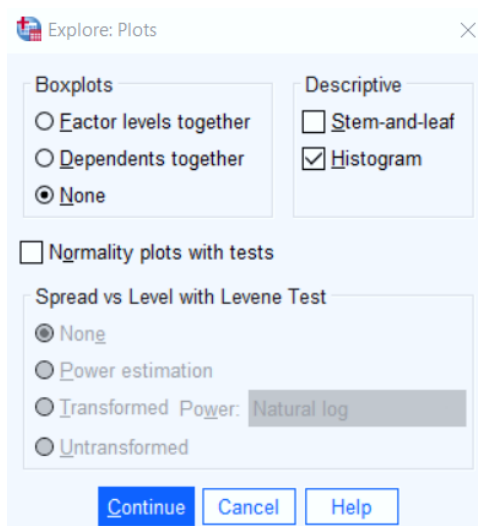 Explore: Plots
Boxplots
Factor levels together
Dependents together
None
Descriptive
Stem-and-leaf
Histogram
Normality plots with tests
Spread vs Level with Levene Test
None
Power estimation
Transformed Power: Natural log
Untransformed
Continue Cancel Help